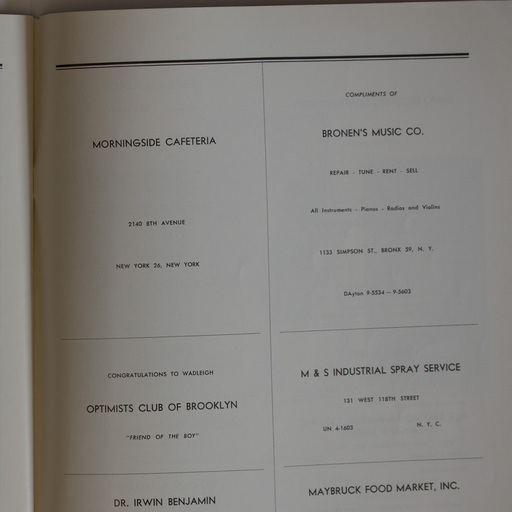 MORNINGSIDE CAFETERIA
2140 8TH AVENUE
NEW YORK 26, NEW YORK
CONGRATULATIONS TO WADLEIGH
OPTIMISTS CLUB OF BROOKLYN
"FRIEND OF THE BOY"
DR. IRWIN BENJAMIN
COMPLIMENTS OF
BRONEN'S MUSIC CO.
REPAIR - TUNE - RENT - SELL
All Instruments - Pianos - Radios and Violins
1133 SIMPSON ST., BRONX 59, N. Y.
DAyton 9-5534 — 9-5603
M & S INDUSTRIAL SPRAY SERVICE
131 WEST 118TH STREET
UN 4-1603 N. Y. C.
MAYBRUCK FOOD MARKET, INC.